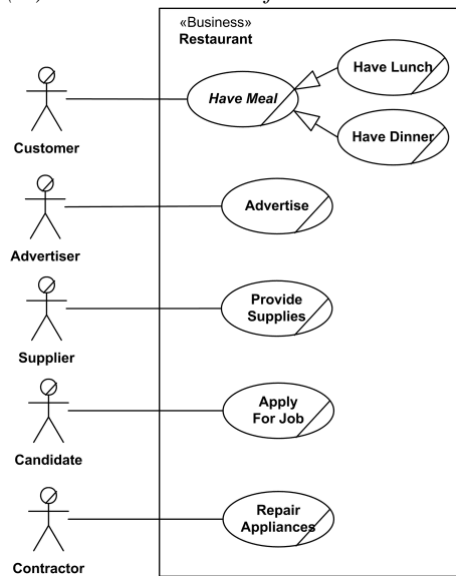 «Business»
Restaurant
Have Meal
Have Lunch
Have Dinner
Customer
Advertise
Advertiser
Provide
Supplies
Supplier
Apply
For Job
Candidate
Repair
Appliances
Contractor